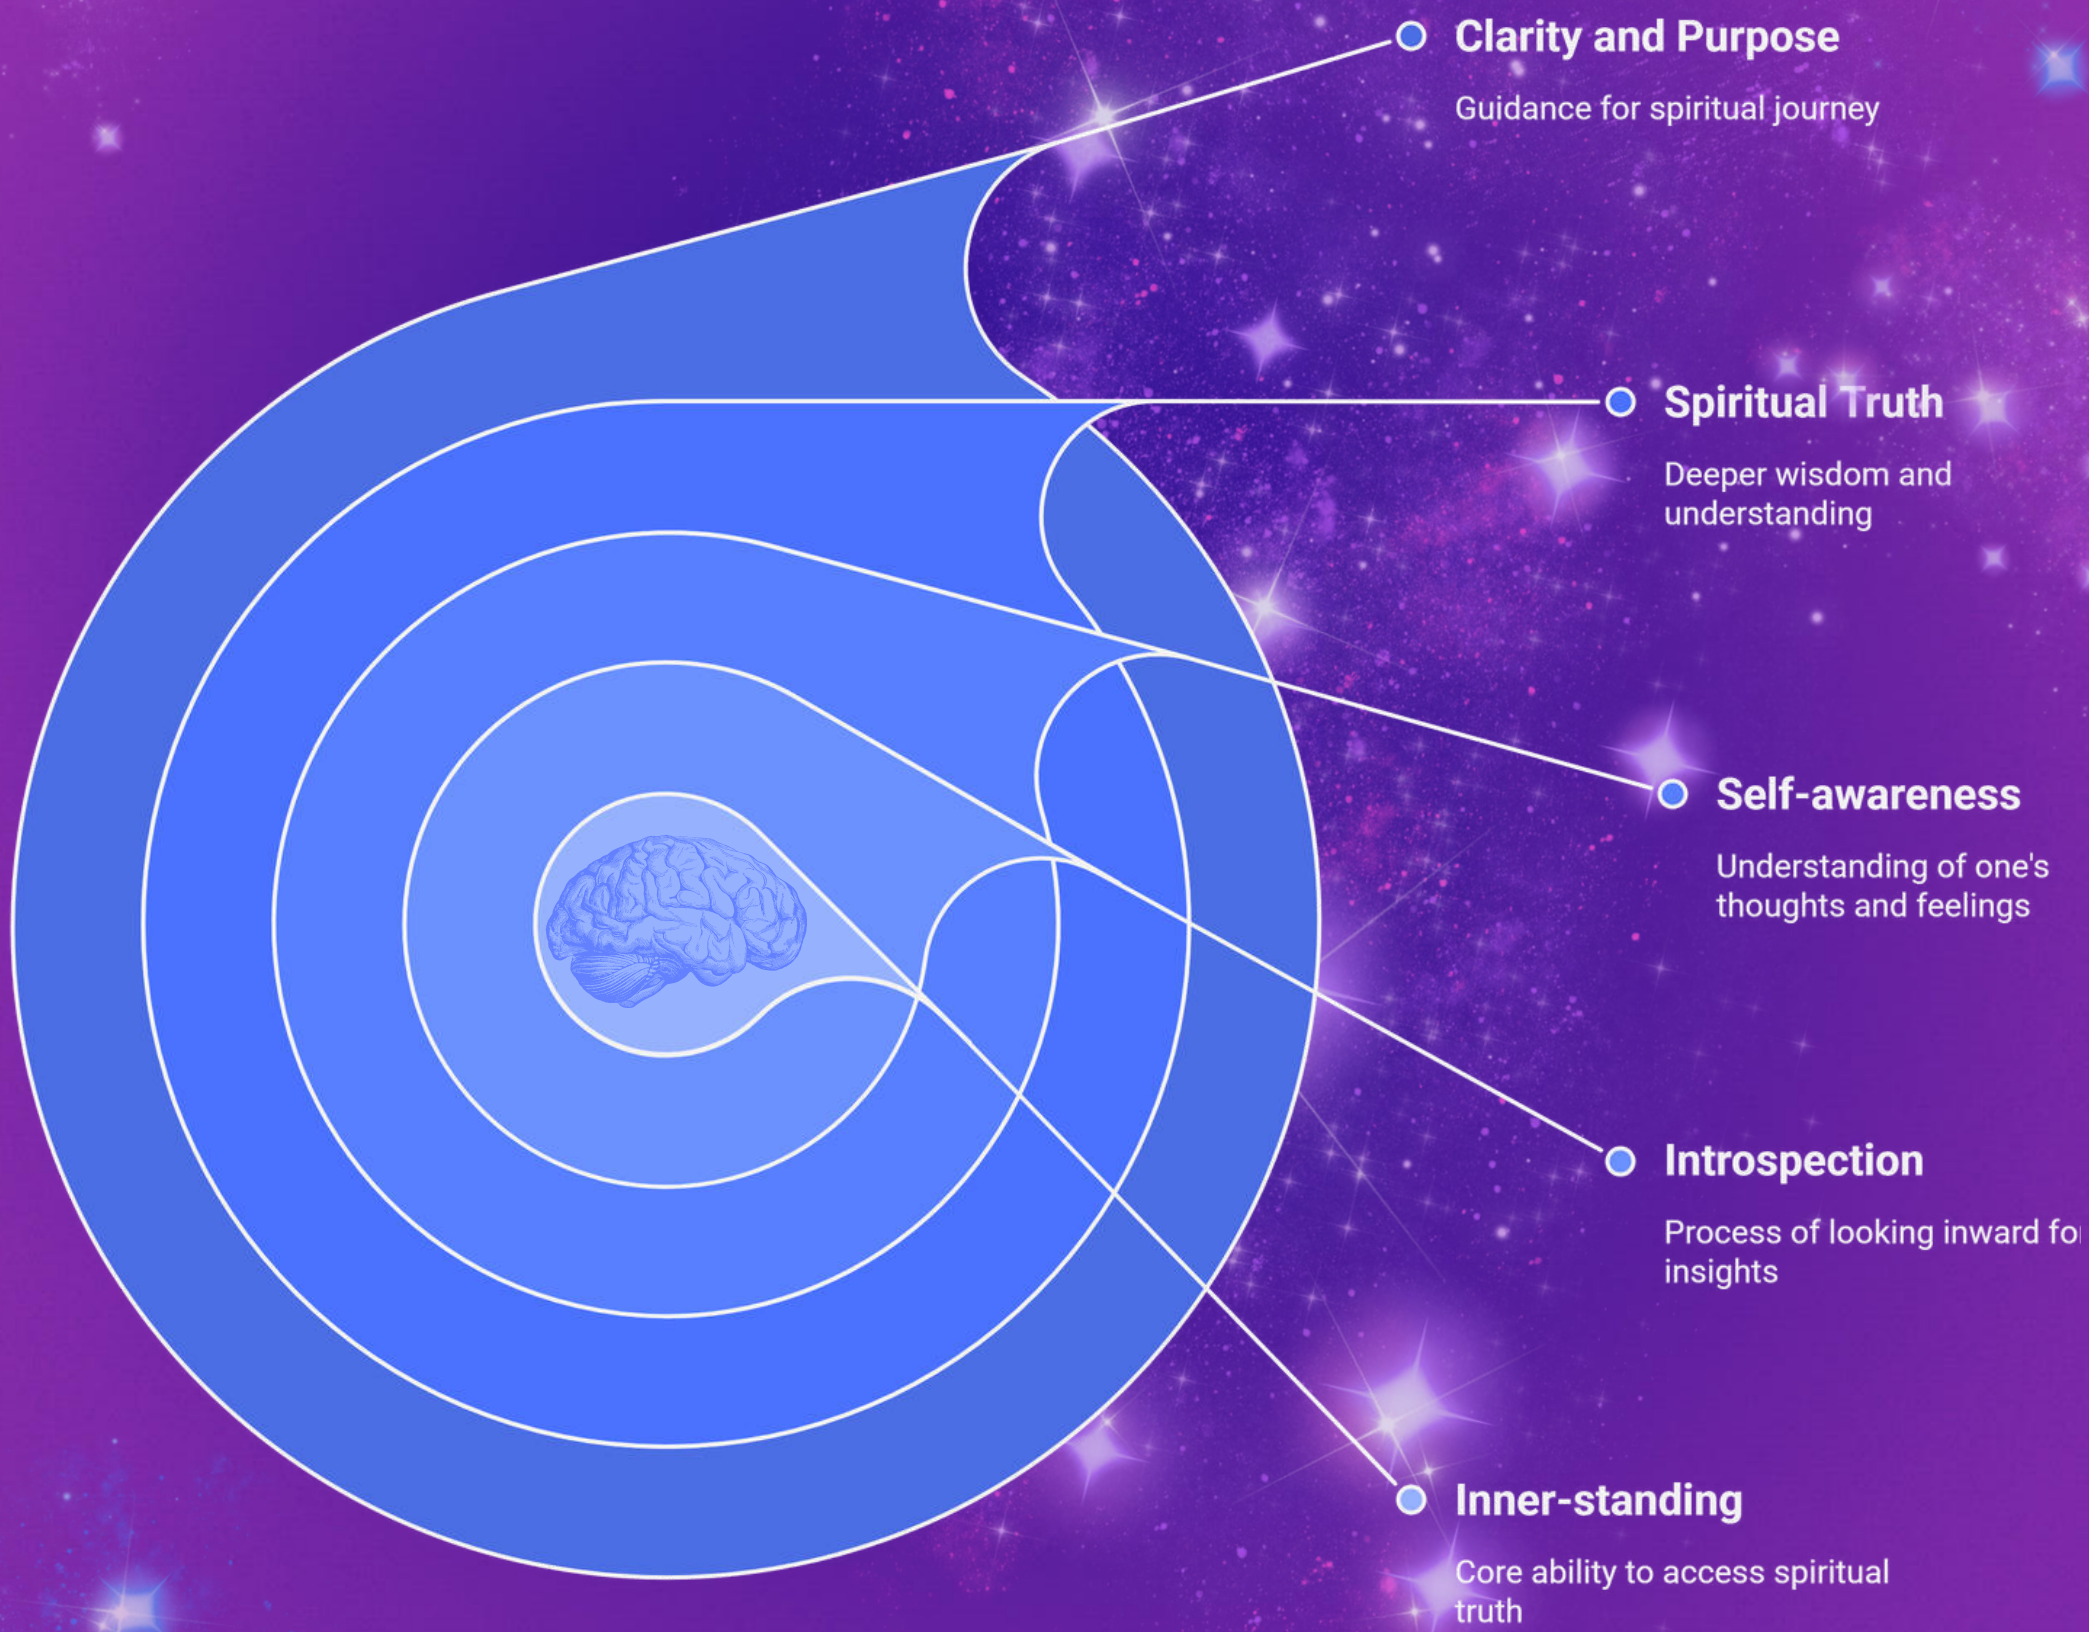 Clarity and Purpose
Guidance for spiritual journey
Spiritual Truth
Deeper wisdom and
understanding
Self-awareness
Understanding of one's
thoughts and feelings
Introspection
Process of looking inward for
insights
Inner-standing
Core ability to access spiritual
truth